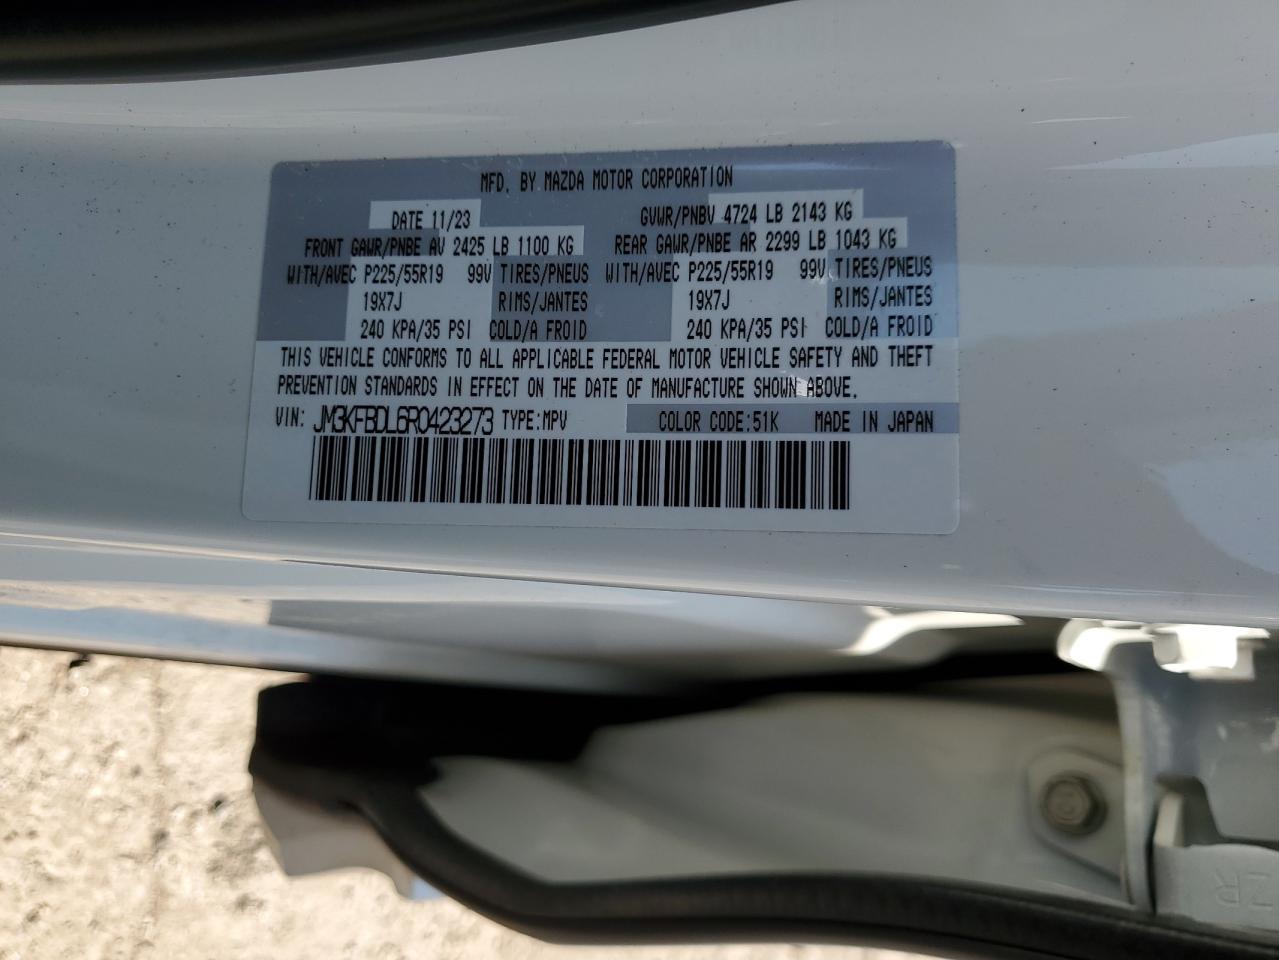 MFD. BY MAZDA MOTOR CORPORATION
DATE 11/23 GVWR/PNBV 4724 LB 2143 KG
FRONT GAWR/PNBE AV 2425 LB 1100 KG REAR GAWR/PNBE AR 2299 LB 1043 KG
WITH/AVEC P225/55R19 99V TIRES/PNEUS WITH/AVEC P225/55R19 99V TIRES/PNEUS
19X7J RIMS/JANTES 19X7J RIMS/JANTES
240 KPA/35 PSI COLD/A FROID 240 KPA/35 PSI COLD/A FROID
THIS VEHICLE CONFORMS TO ALL APPLICABLE FEDERAL MOTOR VEHICLE SAFETY AND THEFT
PREVENTION STANDARDS IN EFFECT ON THE DATE OF MANUFACTURE SHOWN ABOVE.
VIN: JM3KFBDL6R0423273 TYPE:MPV COLOR CODE:51K MADE IN JAPAN
ZR